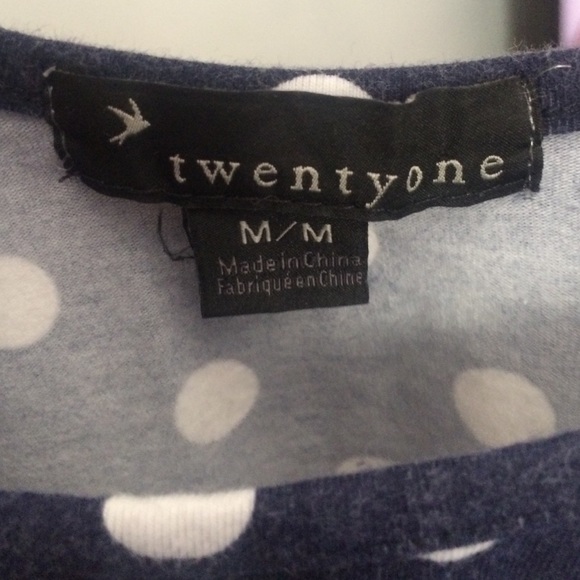 twentyone
M/M
Made in China
Fabriqué en Chine